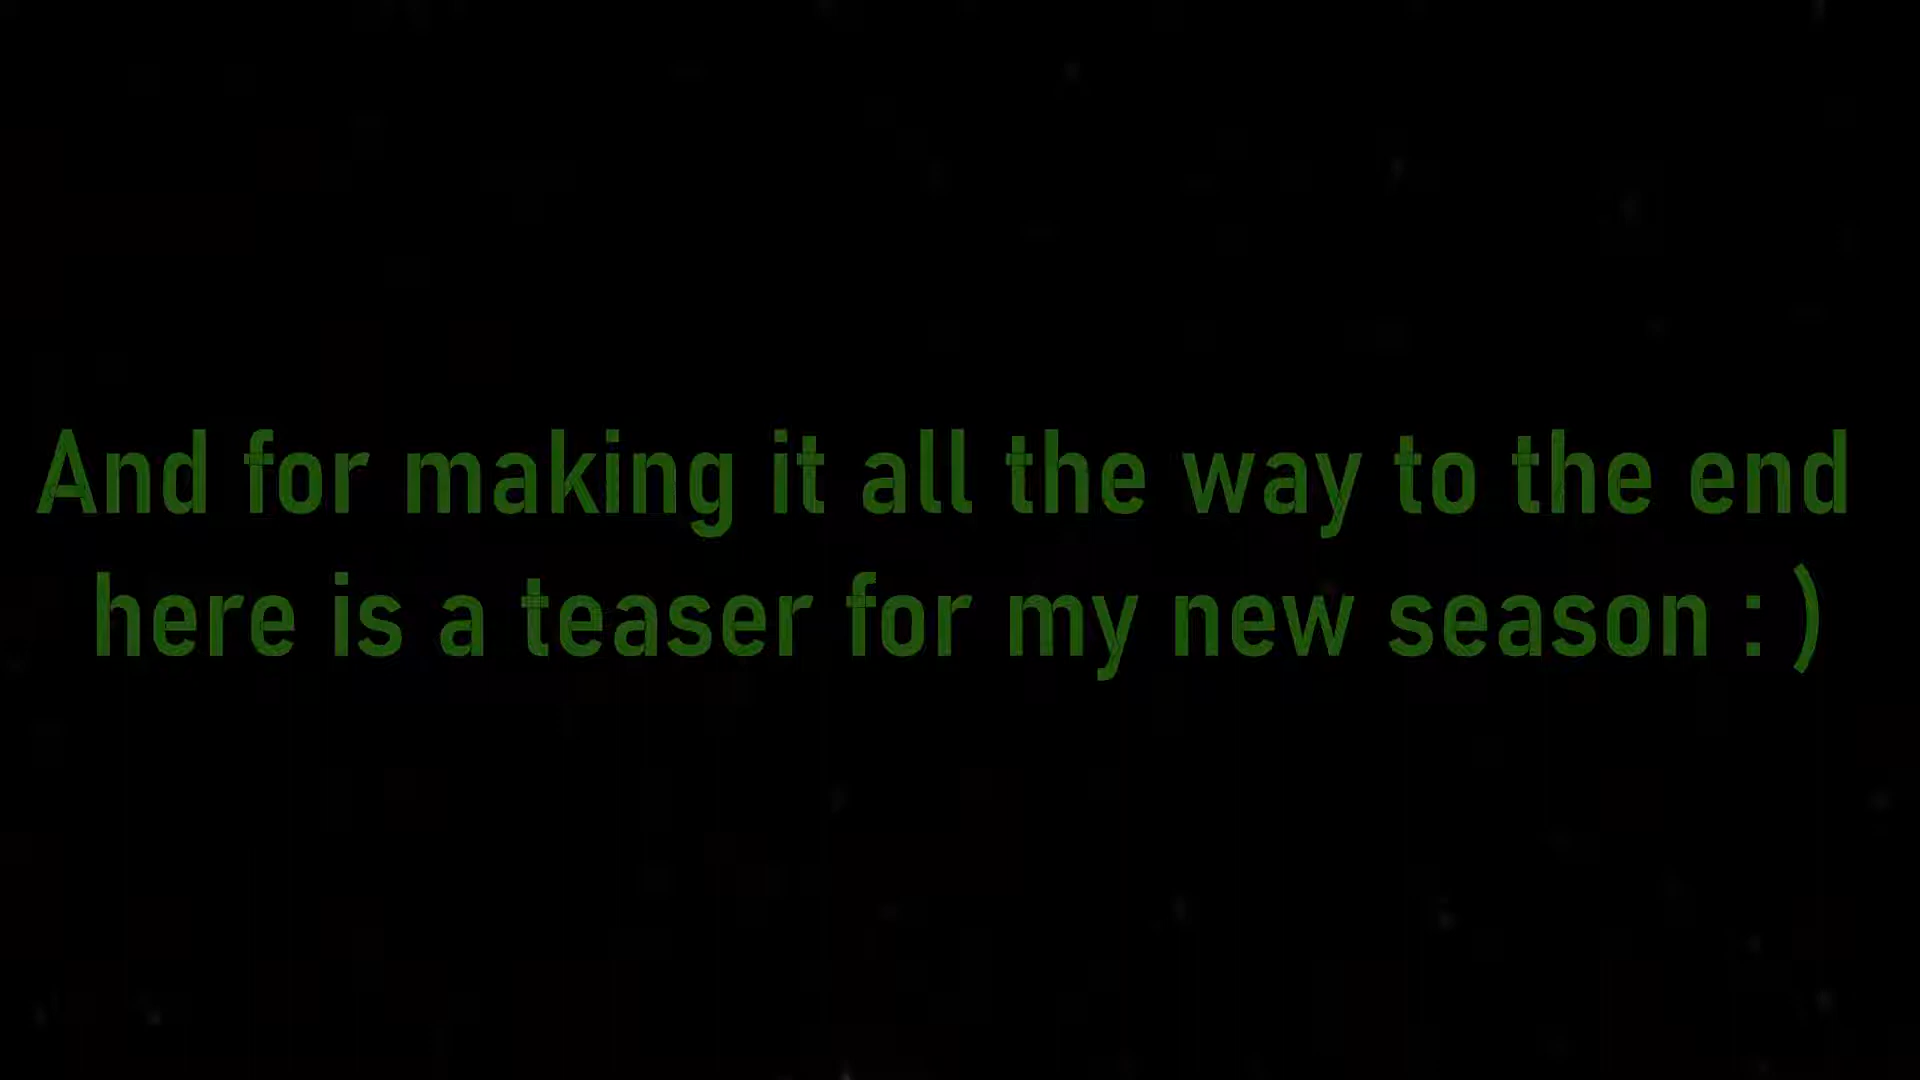 And for making it all the way to the end
here is a teaser for my new season : )